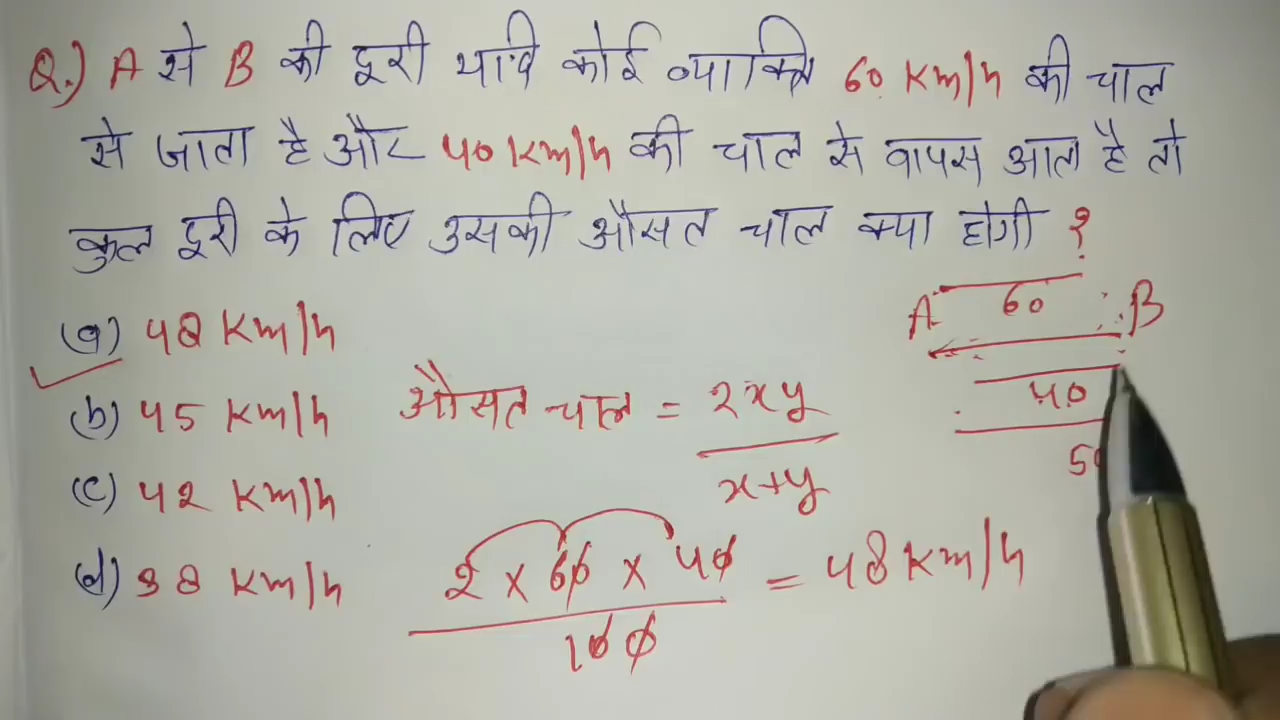 Q.) A से B की दूरी यदि कोई व्यक्ति 60 Km/h की चाल
से जाता है और 40 Km/h की चाल से वापस आता है तो
कुल दूरी के लिए उसकी औसत चाल क्या होगी ?
(a) 48 Km/h
(b) 45 Km/h
(c) 42 Km/h
(d) 38 Km/h
औसत चाल = 2xy
x+y
2 × 60 × 40 = 48 Km/h
100
A 60 B
40